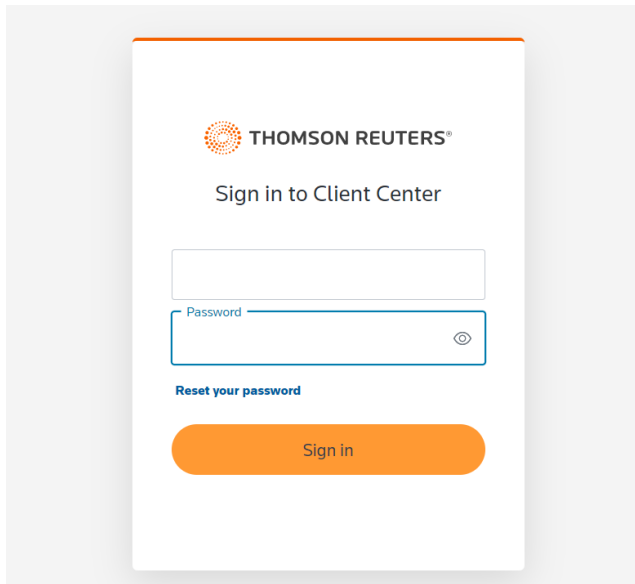 THOMSON REUTERS®
Sign in to Client Center
Password
Reset your password
Sign in